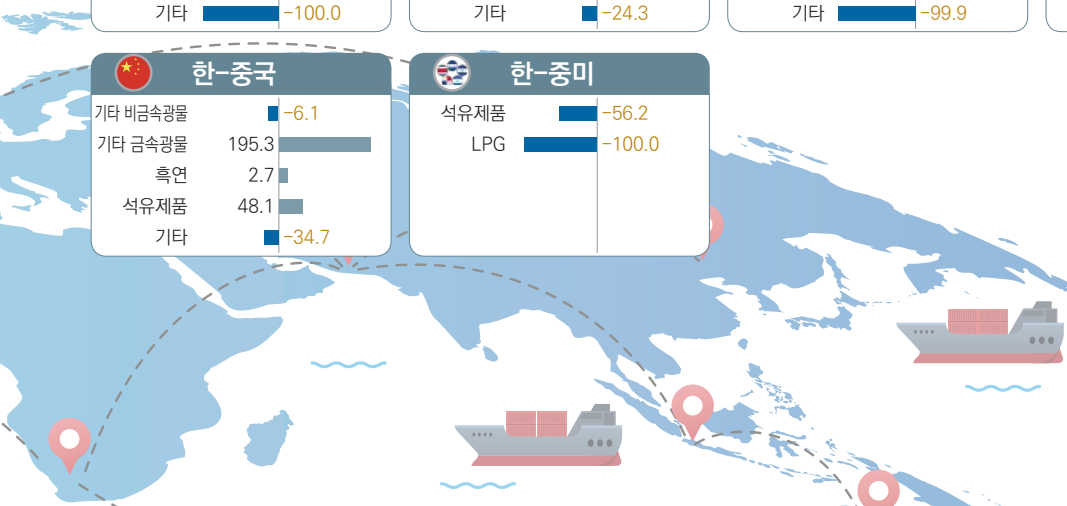 기타 -100.0
기타 -24.3
기타 -99.9
한-중국
기타 비금속광물 -6.1
기타 금속광물 195.3
흑연 2.7
석유제품 48.1
기타 -34.7
한-중미
석유제품 -56.2
LPG -100.0